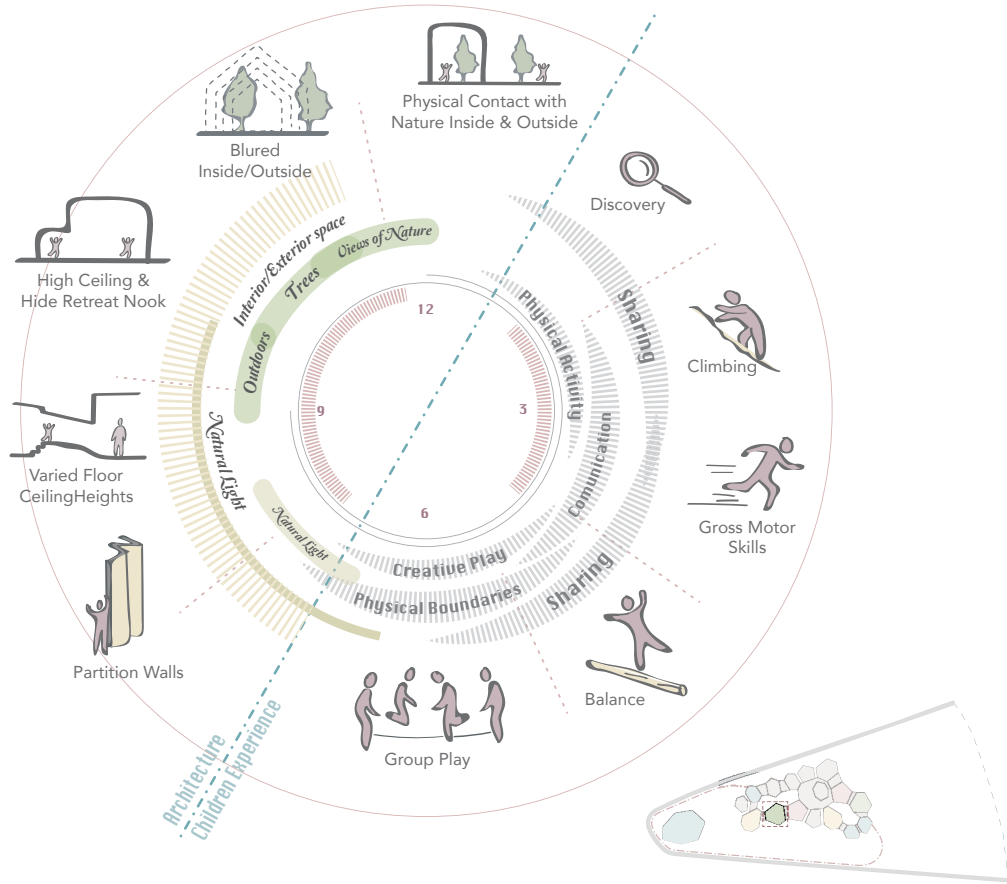 Physical Contact with
Nature Inside & Outside
Blured
Inside/Outside
Discovery
High Ceiling &
Hide Retreat Nook
Climbing
Varied Floor
CeilingHeights
Gross Motor
Skills
Partition Walls
Balance
Group Play
Interior/Exterior space
Views of Nature
Trees
Outdoors
Natural Light
Natural Light
12
3
6
9
Physical Activity
Sharing
Comunication
Creative Play
Physical Boundaries
Sharing
Architecture
Children Experience